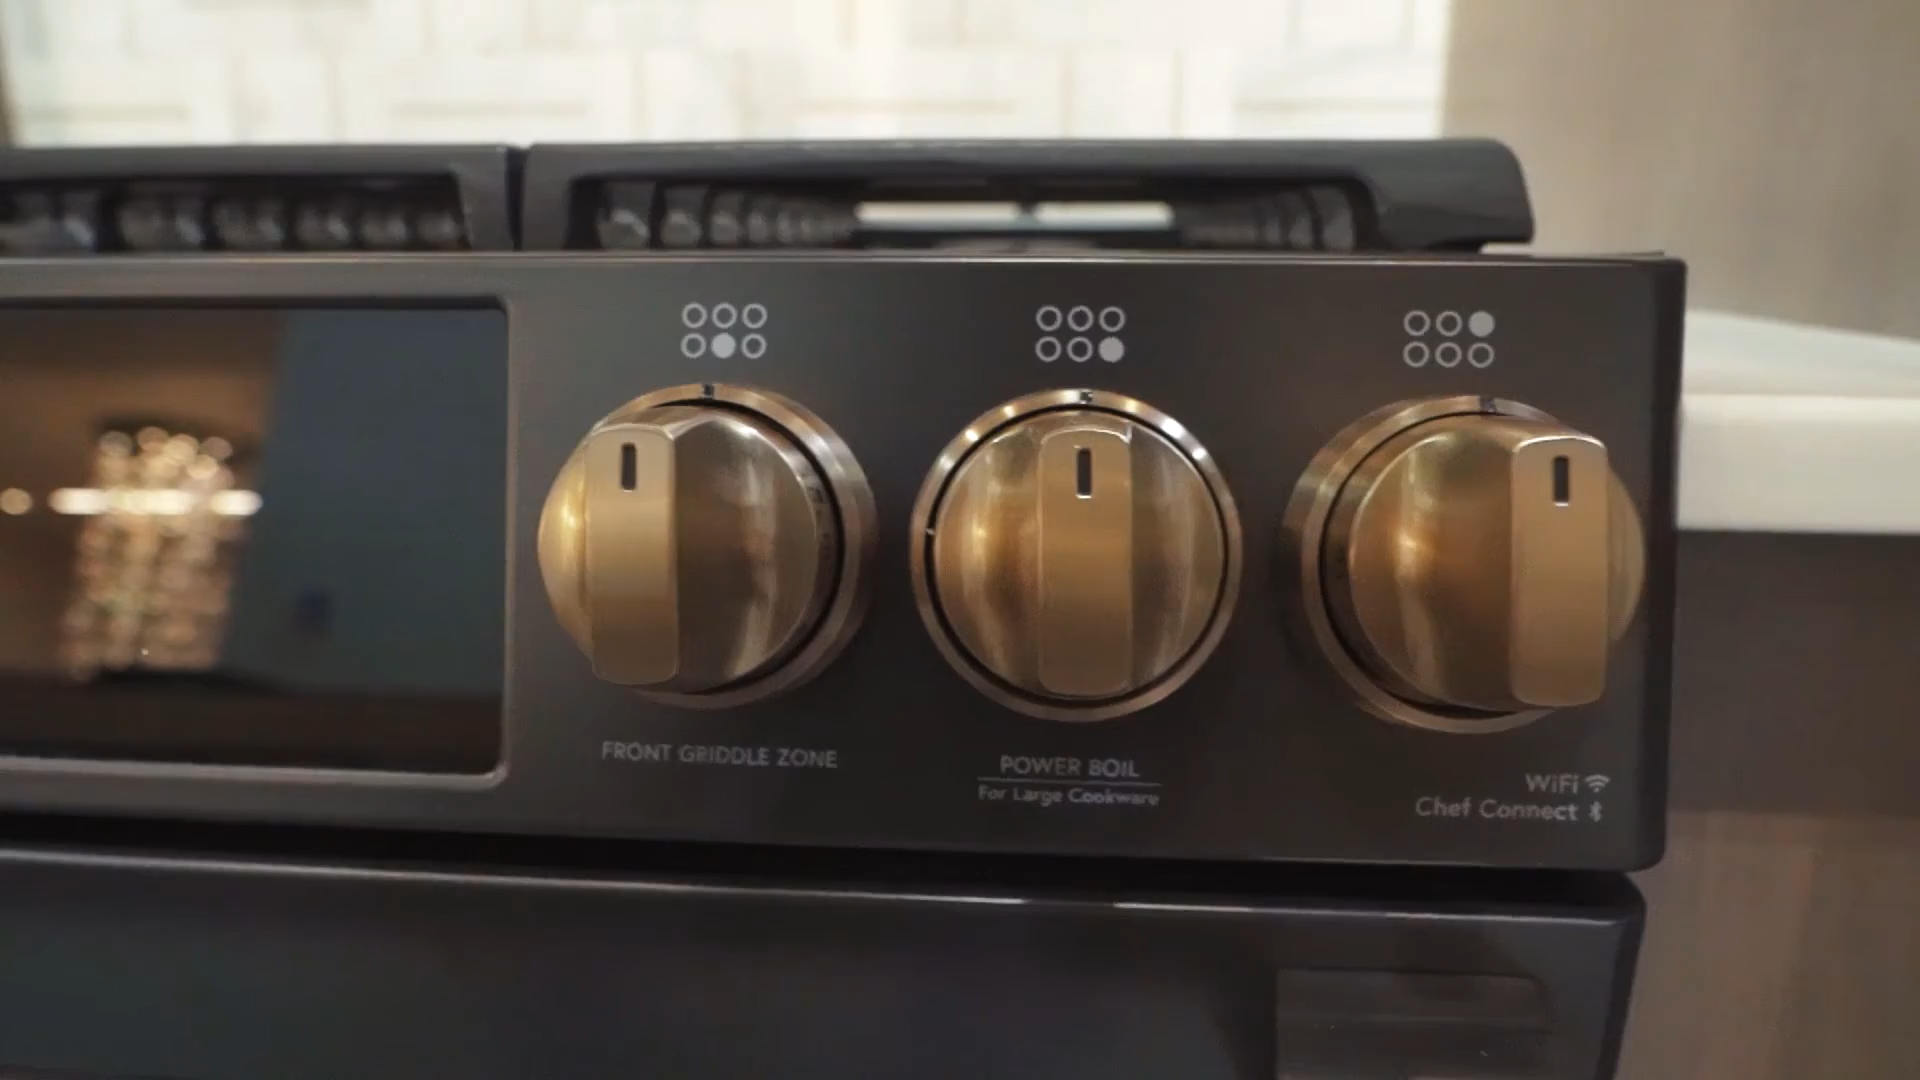 FRONT GRIDDLE ZONE
POWER BOIL
For Large Cookware
WiFi
Chef Connect